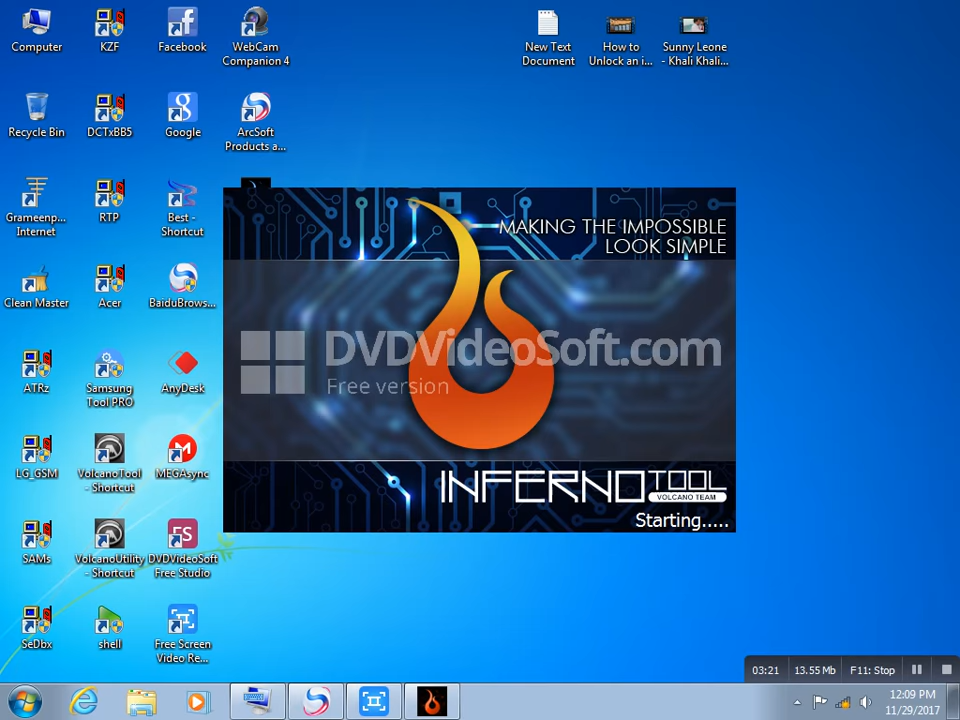 Computer
KZF
Facebook
WebCam
Companion 4
New Text
Document
How to
Unlock an i...
Sunny Leone
- Khali Khali...
Recycle Bin
DCTxBB5
Google
ArcSoft
Products a...
Grameenp...
Internet
RTP
Best -
Shortcut
Clean Master
Acer
BaiduBrows...
ATRz
Samsung
Tool PRO
AnyDesk
LG_GSM
VolcanoTool
- Shortcut
MEGAsync
SAMs
VolcanoUtility
- Shortcut
DVDVideoSoft
Free Studio
SeDbx
shell
Free Screen
Video Re...
MAKING THE IMPOSSIBLE
LOOK SIMPLE
DVDVideoSoft.com
Free version
INFERNO TOOL
VOLCANO TEAM
Starting.....
03:21
13.55 Mb
F11: Stop
12:09 PM
11/29/2017